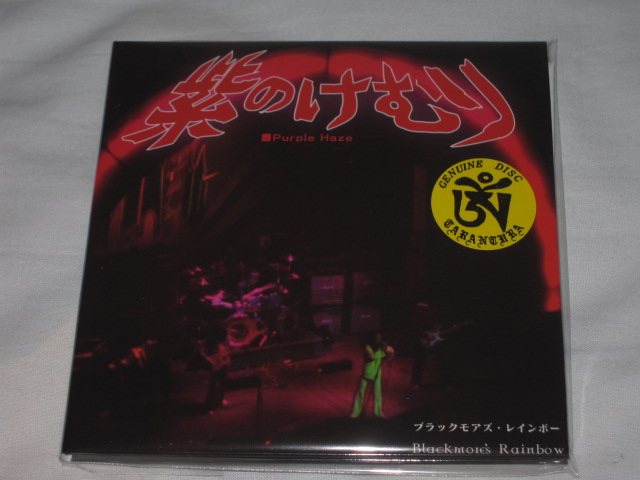 紫のけむり
■Purple Haze
GENUINE DISC
TARANTURA
ブラックモアズ・レインボー
Blackmore's Rainbow